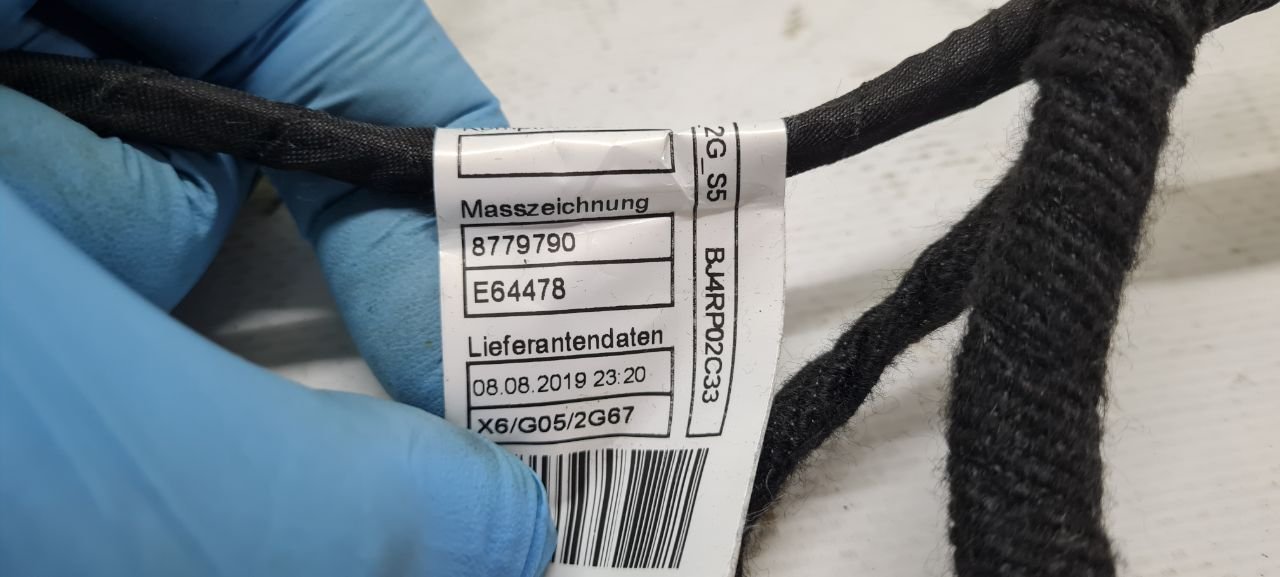 Masszeichnung
8779790
E64478
Lieferantendaten
08.08.2019 23:20
X6/G05/2G67
2G_S5 BJ4RP02C33